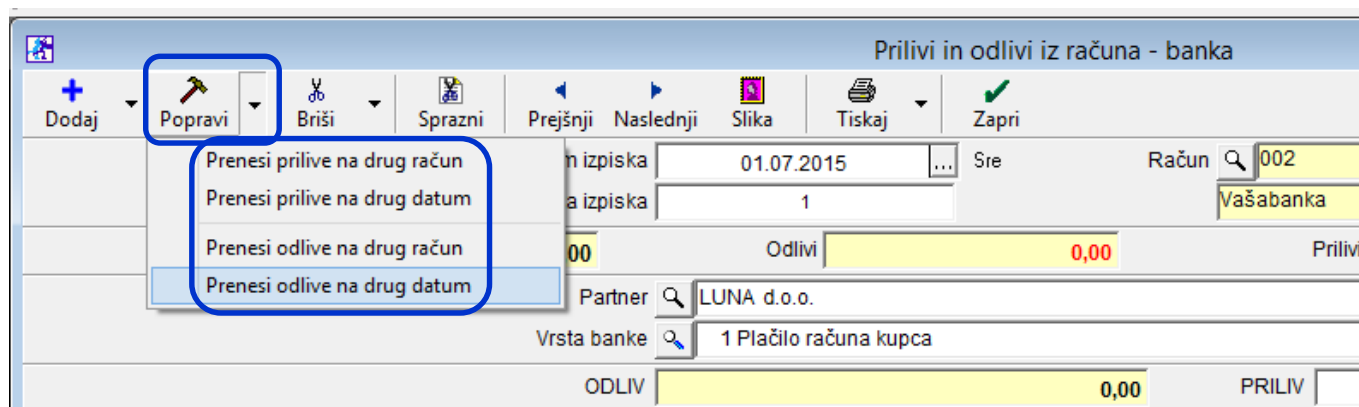 Prilivi in odlivi iz računa - banka
Dodaj Popravi Briši Sprazni Prejšnji Naslednji Slika Tiskaj Zapri
Prenesi prilive na drug račun
Prenesi prilive na drug datum
Prenesi odlive na drug račun
Prenesi odlive na drug datum
m izpiska 01.07.2015 ... Sre Račun 002
a izpiska 1 Vašabanka
00 Odlivi 0,00 Prilivi
Partner LUNA d.o.o.
Vrsta banke 1 Plačilo računa kupca
ODLIV 0,00 PRILIV